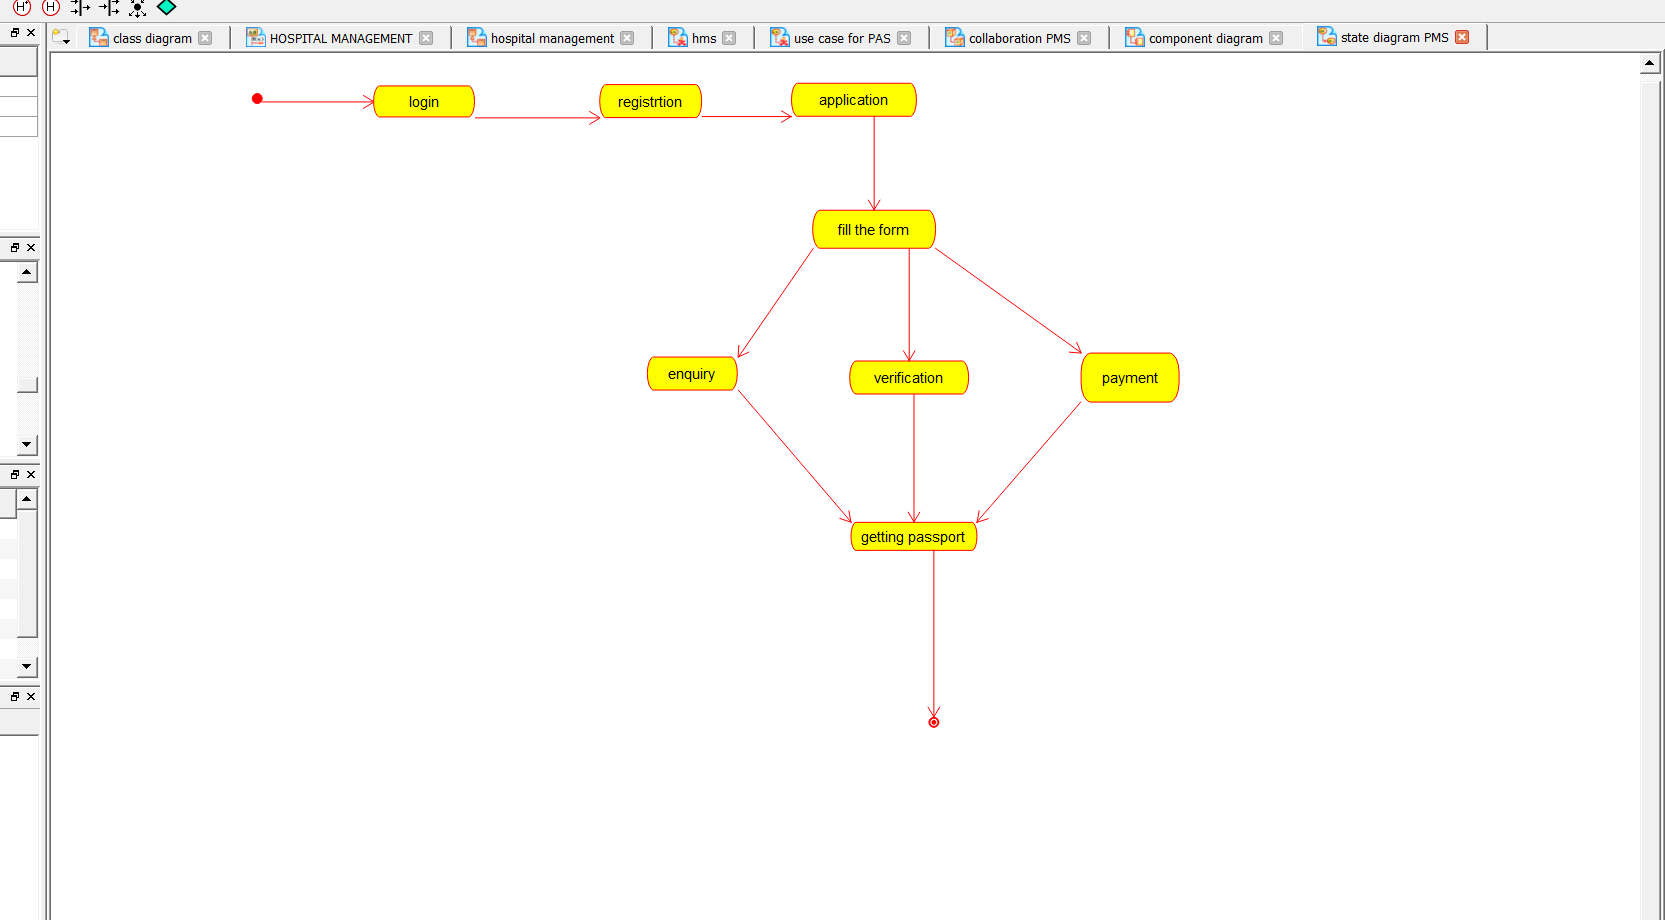 H* H
class diagram HOSPITAL MANAGEMENT hospital management hms use case for PAS collaboration PMS component diagram state diagram PMS
login registrtion application
fill the form
enquiry verification payment
getting passport